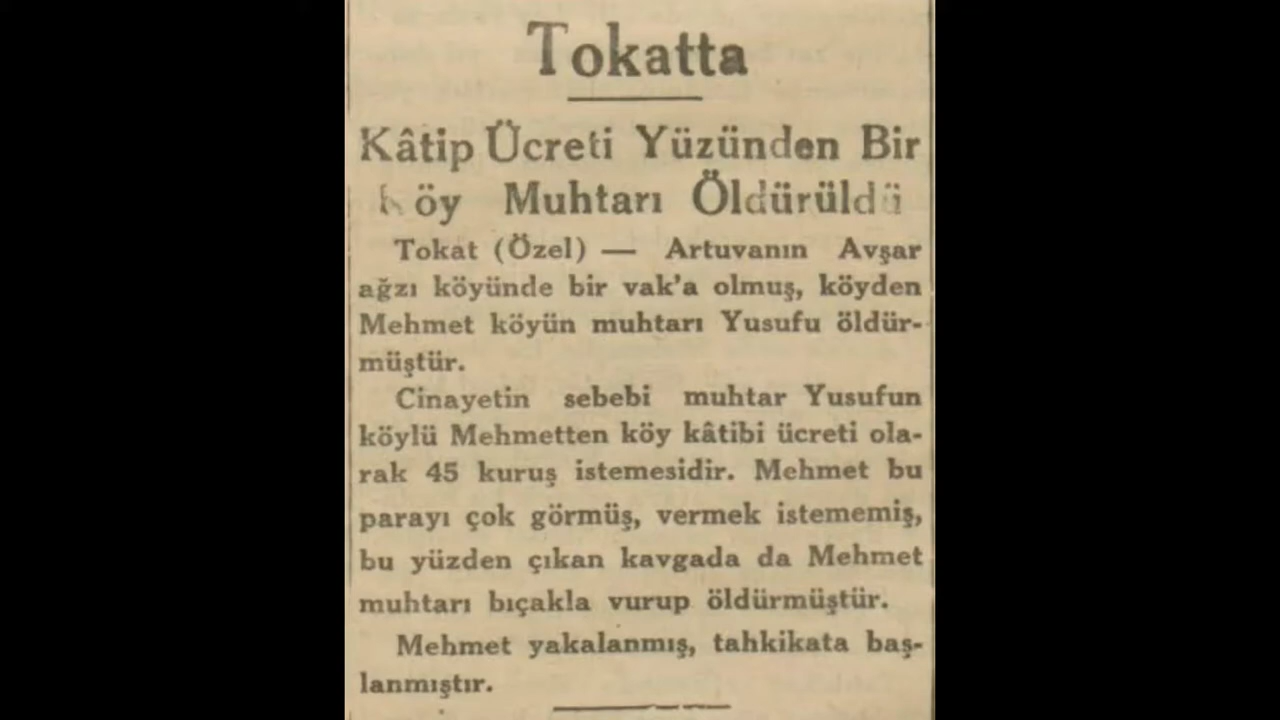 Tokatta
Kâtip Ücreti Yüzünden Bir
Köy Muhtarı Öldürüldü
Tokat (Özel) — Artuvanın Avşar
ağzı köyünde bir vak'a olmuş, köyden
Mehmet köyün muhtarı Yusufu öldür-
müştür.
Cinayetin sebebi muhtar Yusufun
köylü Mehmetten köy kâtibi ücreti ola-
rak 45 kuruş istemesidir. Mehmet bu
parayı çok görmüş, vermek istememiş,
bu yüzden çıkan kavgada da Mehmet
muhtarı bıçakla vurup öldürmüştür.
Mehmet yakalanmış, tahkikata baş-
lanmıştır.